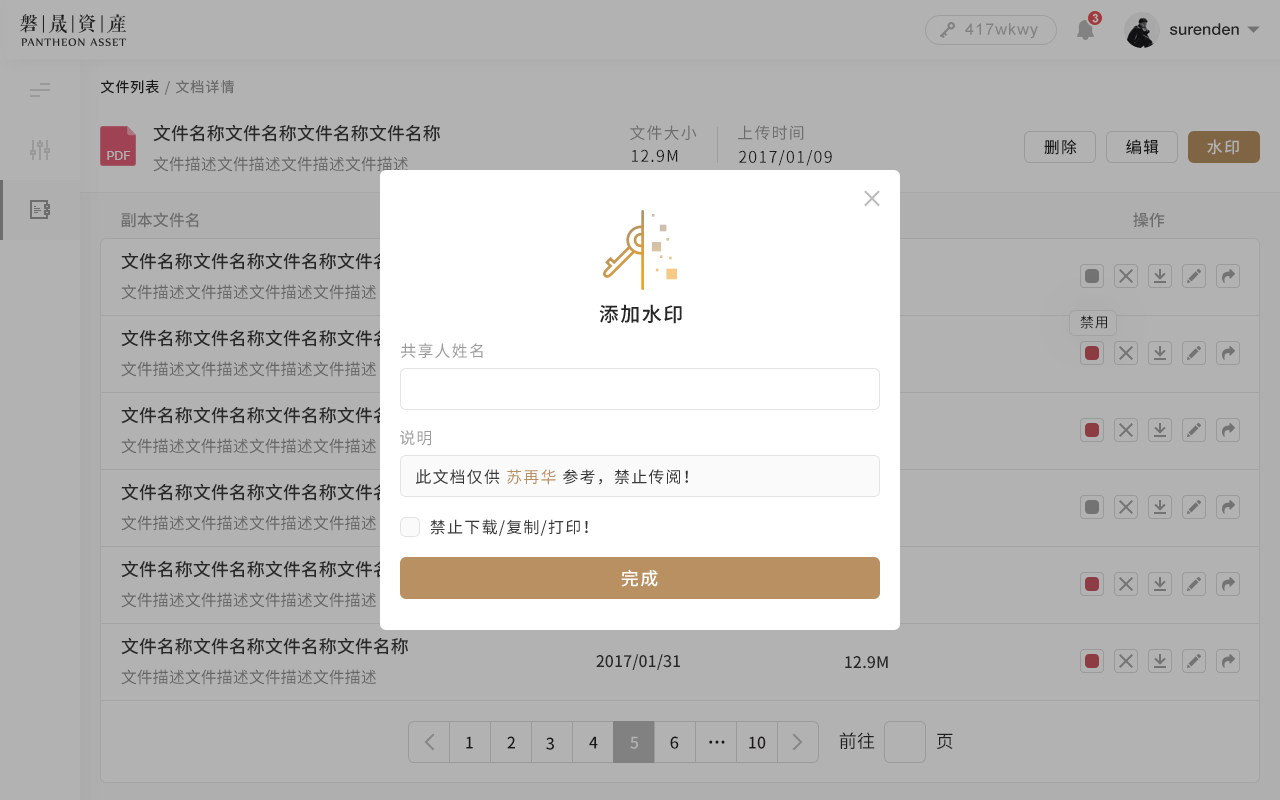 磐|晟|資|産
PANTHEON ASSET
417wkwy
3
surenden
文件列表 / 文档详情
PDF
文件名称文件名称文件名称文件名称
文件描述文件描述文件描述文件描述
文件大小
12.9M
上传时间
2017/01/09
删除
编辑
水印
副本文件名
操作
文件名称文件名称文件名称文件名
文件描述文件描述文件描述文件描述
禁用
文件名称文件名称文件名称文件名
文件描述文件描述文件描述文件描述
文件名称文件名称文件名称文件名
文件描述文件描述文件描述文件描述
文件名称文件名称文件名称文件名
文件描述文件描述文件描述文件描述
文件名称文件名称文件名称文件名
文件描述文件描述文件描述文件描述
文件名称文件名称文件名称文件名称
文件描述文件描述文件描述文件描述
2017/01/31
12.9M
添加水印
共享人姓名
说明
此文档仅供 苏再华 参考，禁止传阅！
禁止下载/复制/打印！
完成
1 2 3 4 5 6 ··· 10 前往 页